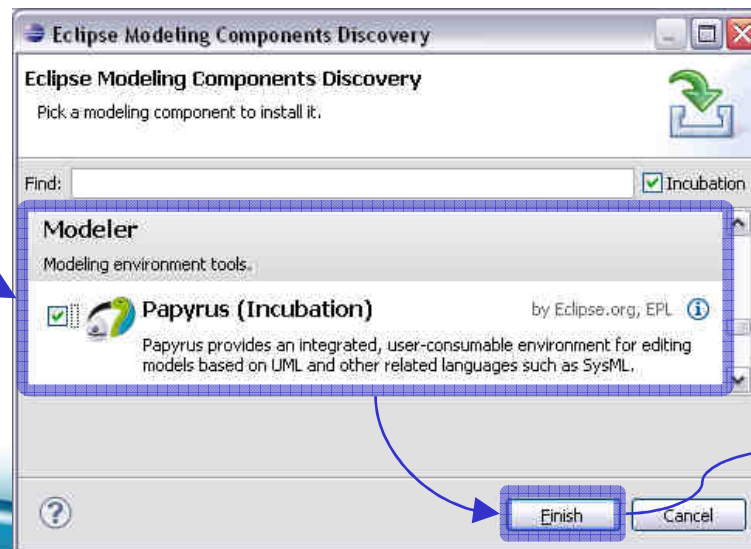 Eclipse Modeling Components Discovery
Eclipse Modeling Components Discovery
Pick a modeling component to install it.
Find:
Incubation
Modeler
Modeling environment tools.
Papyrus (Incubation)
by Eclipse.org, EPL
Papyrus provides an integrated, user-consumable environment for editing
models based on UML and other related languages such as SysML.
Finish
Cancel